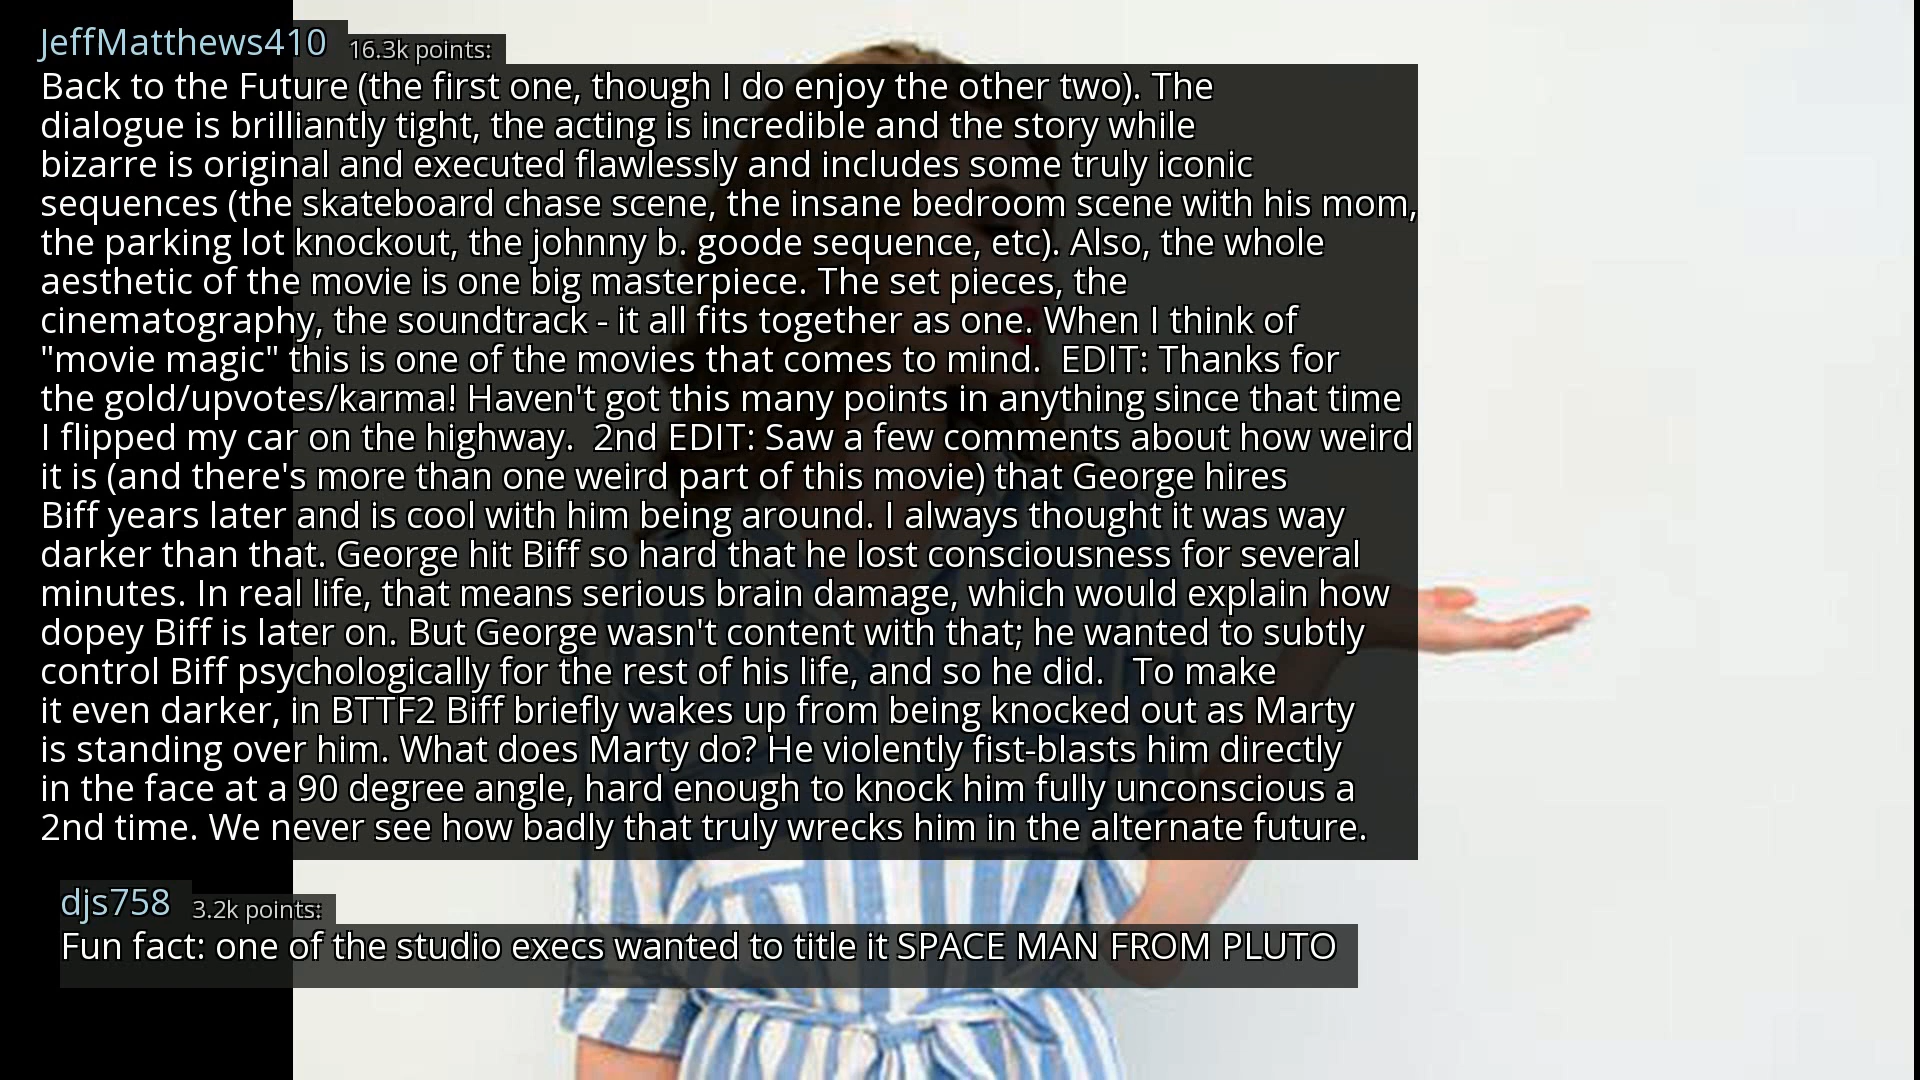 JeffMatthews410 16.3k points:
Back to the Future (the first one, though I do enjoy the other two). The
dialogue is brilliantly tight, the acting is incredible and the story while
bizarre is original and executed flawlessly and includes some truly iconic
sequences (the skateboard chase scene, the insane bedroom scene with his mom,
the parking lot knockout, the johnny b. goode sequence, etc). Also, the whole
aesthetic of the movie is one big masterpiece. The set pieces, the
cinematography, the soundtrack - it all fits together as one. When I think of
"movie magic" this is one of the movies that comes to mind.  EDIT: Thanks for
the gold/upvotes/karma! Haven't got this many points in anything since that time
I flipped my car on the highway.  2nd EDIT: Saw a few comments about how weird
it is (and there's more than one weird part of this movie) that George hires
Biff years later and is cool with him being around. I always thought it was way
darker than that. George hit Biff so hard that he lost consciousness for several
minutes. In real life, that means serious brain damage, which would explain how
dopey Biff is later on. But George wasn't content with that; he wanted to subtly
control Biff psychologically for the rest of his life, and so he did.   To make
it even darker, in BTTF2 Biff briefly wakes up from being knocked out as Marty
is standing over him. What does Marty do? He violently fist-blasts him directly
in the face at a 90 degree angle, hard enough to knock him fully unconscious a
2nd time. We never see how badly that truly wrecks him in the alternate future.
djs758 3.2k points:
Fun fact: one of the studio execs wanted to title it SPACE MAN FROM PLUTO